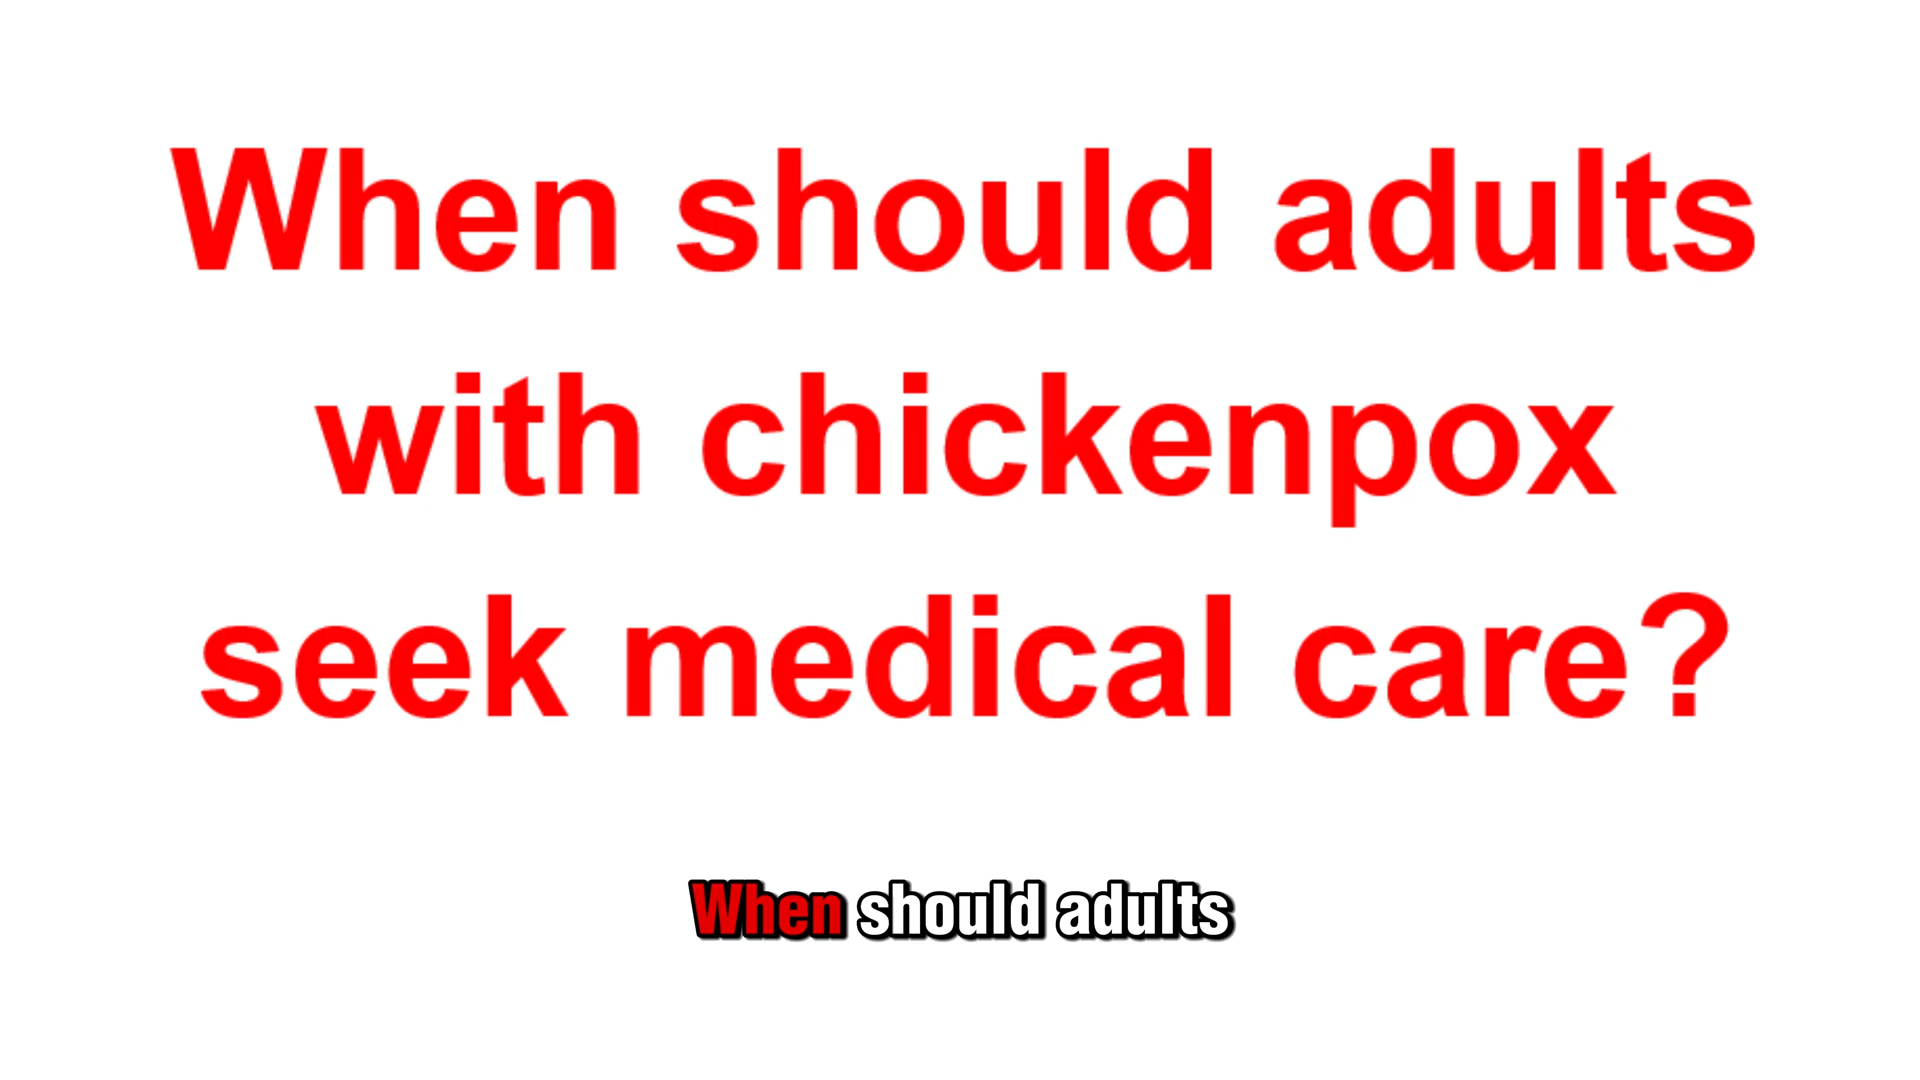 When should adults
with chickenpox
seek medical care?
When should adults